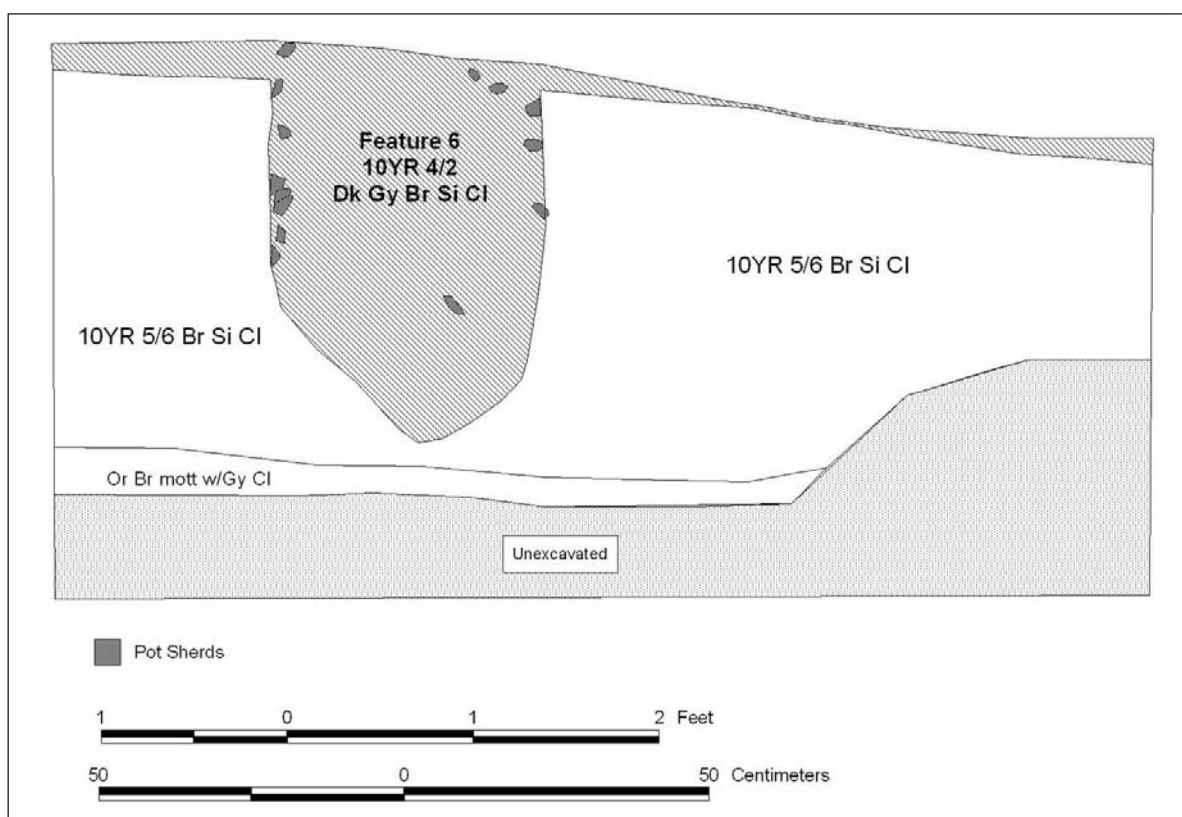 Feature 6
10YR 4/2
Dk Gy Br Si Cl
10YR 5/6 Br Si Cl
10YR 5/6 Br Si Cl
Or Br mott w/Gy Cl
Unexcavated
Pot Sherds
1 0 1 2 Feet
50 0 50 Centimeters